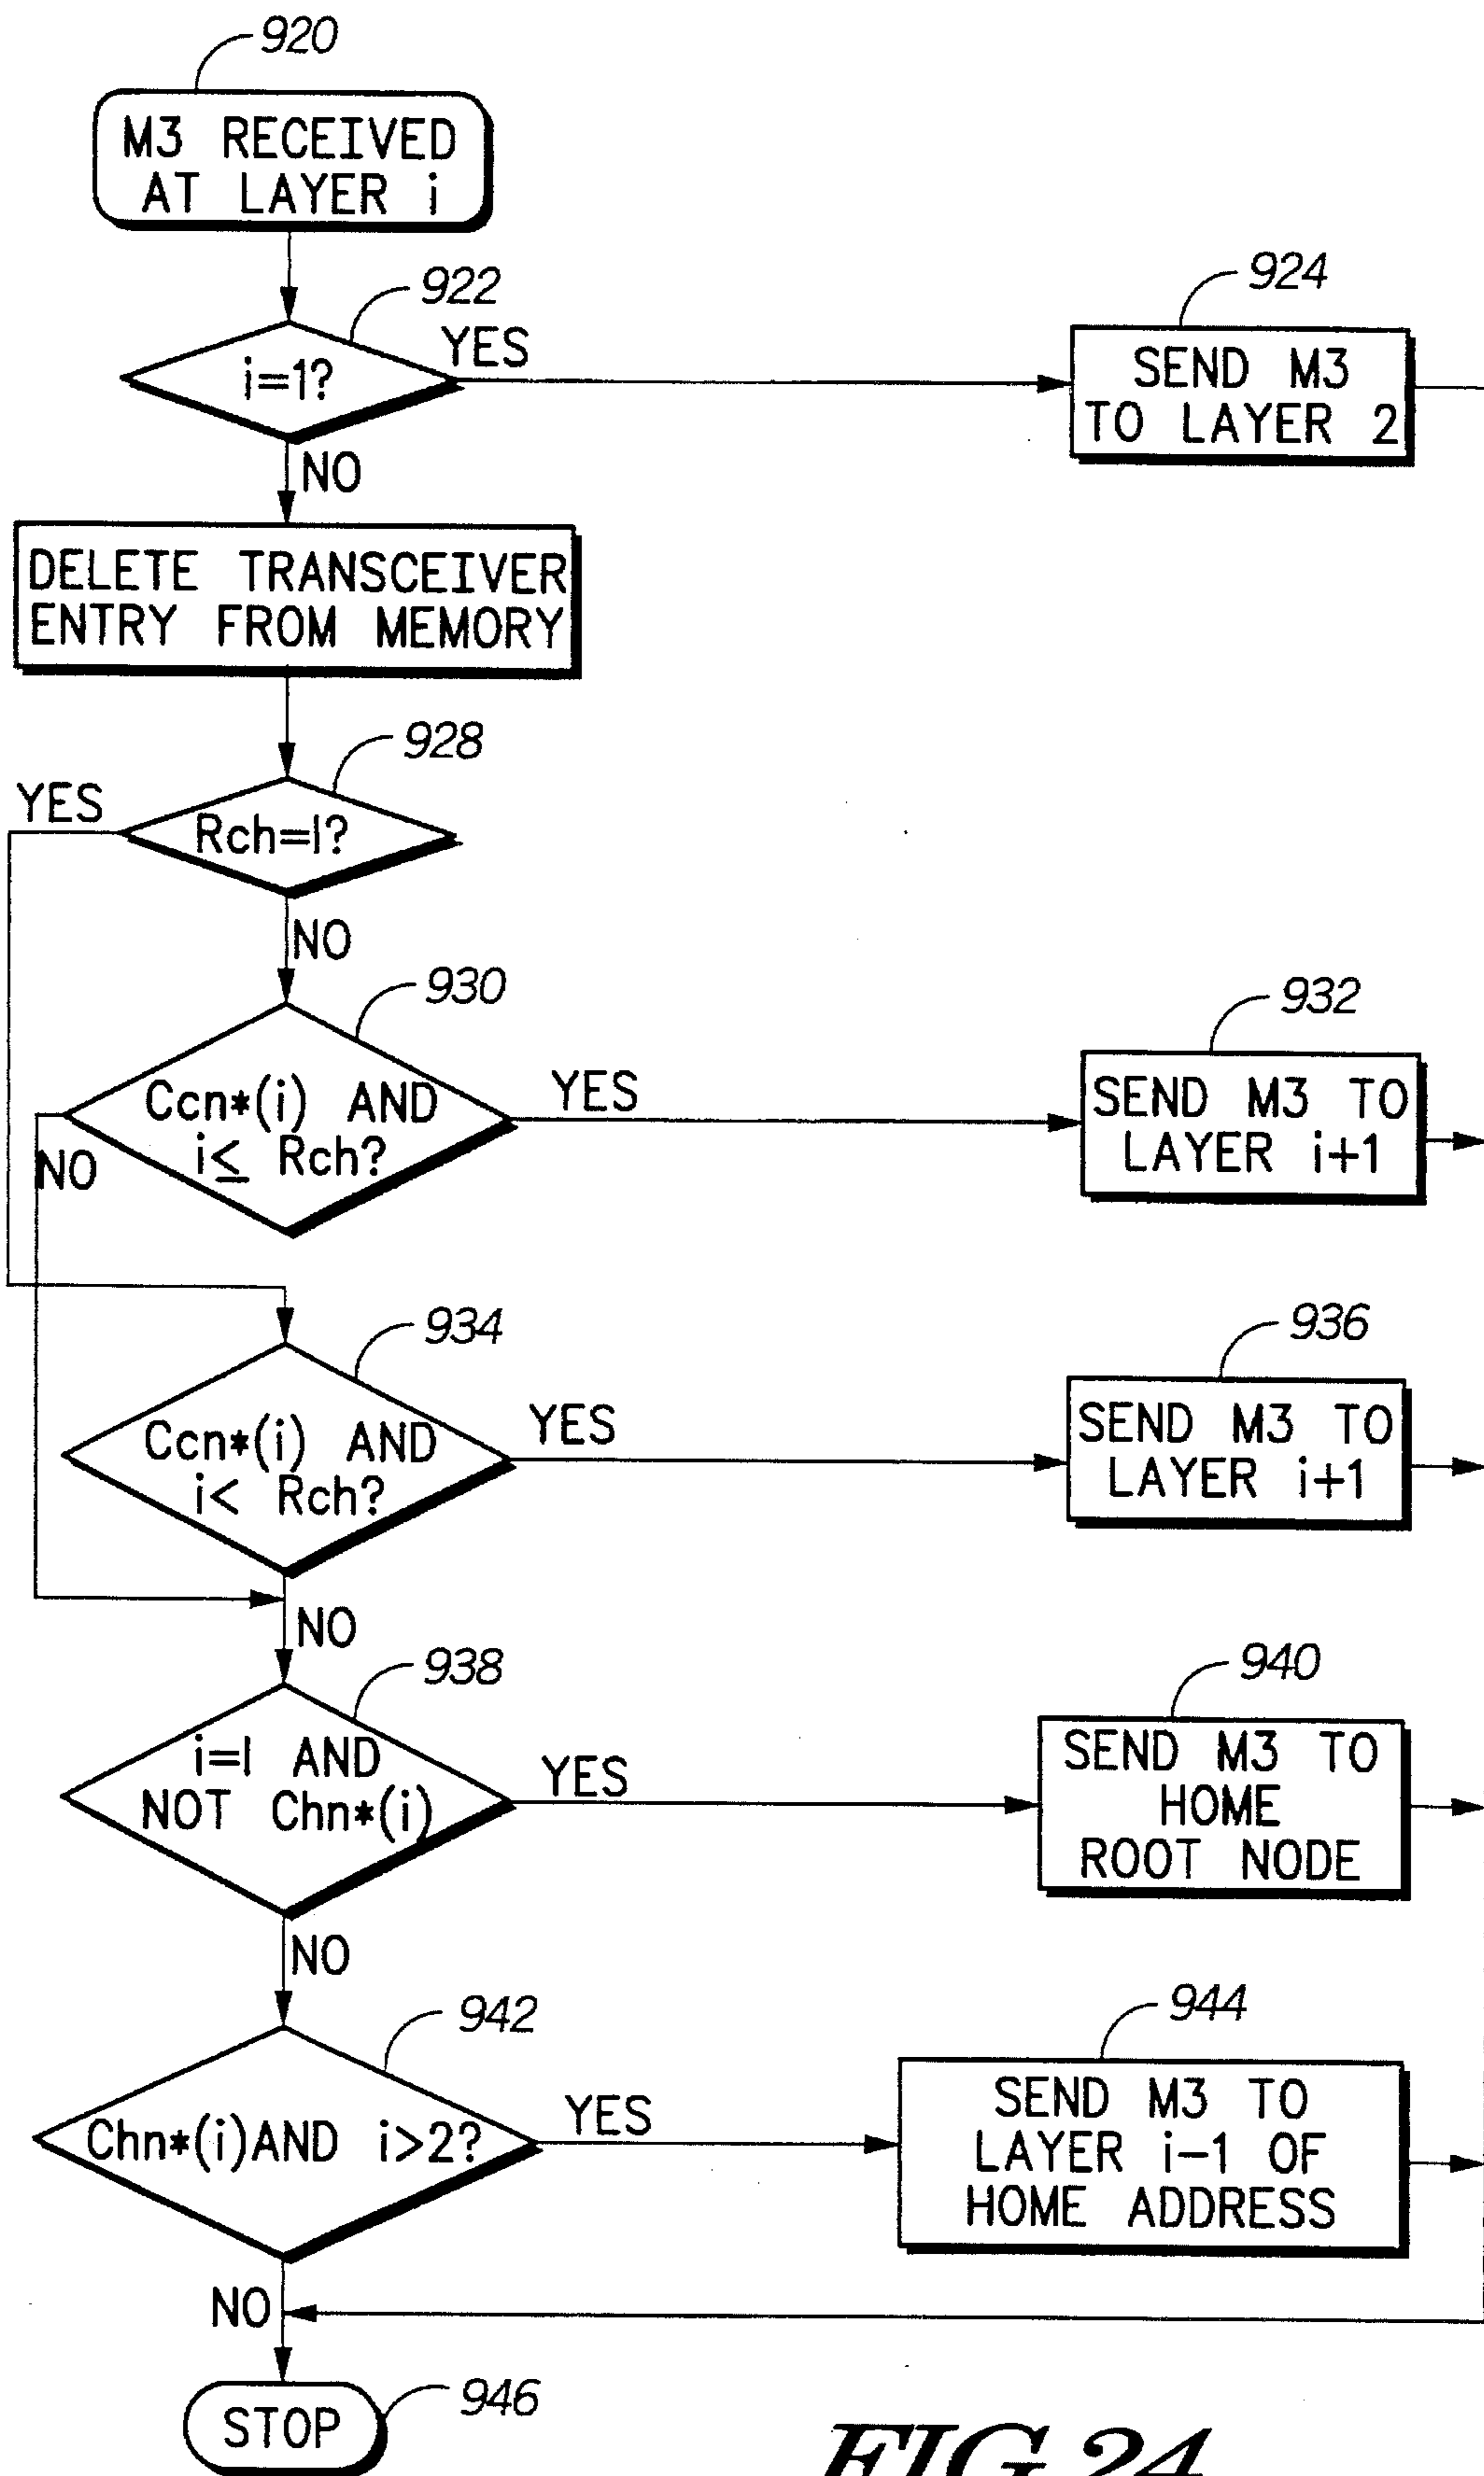 920
M3 RECEIVED
AT LAYER i
922
i=1?
YES
NO
924
SEND M3
TO LAYER 2
DELETE TRANSCEIVER
ENTRY FROM MEMORY
928
YES
Rch=I?
NO
930
Ccn*(i) AND
i≤ Rch?
YES
NO
932
SEND M3 TO
LAYER i+1
934
Ccn*(i) AND
i< Rch?
YES
NO
936
SEND M3 TO
LAYER i+1
938
i=I AND
NOT Chn*(i)
YES
NO
940
SEND M3 TO
HOME
ROOT NODE
942
Chn*(i)AND i>2?
YES
NO
944
SEND M3 TO
LAYER i-1 OF
HOME ADDRESS
STOP
946
FIG.24